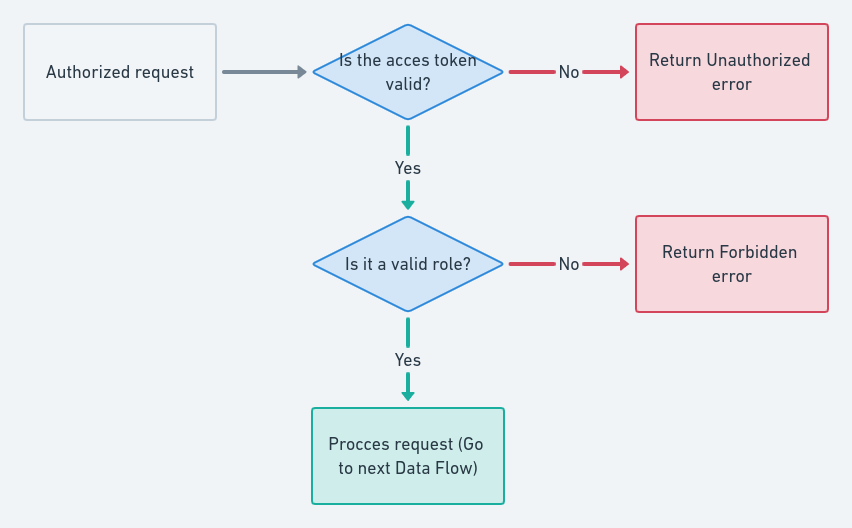 Authorized request
Is the acces token
valid?
No
Return Unauthorized
error
Yes
Is it a valid role?
No
Return Forbidden
error
Yes
Procces request (Go
to next Data Flow)